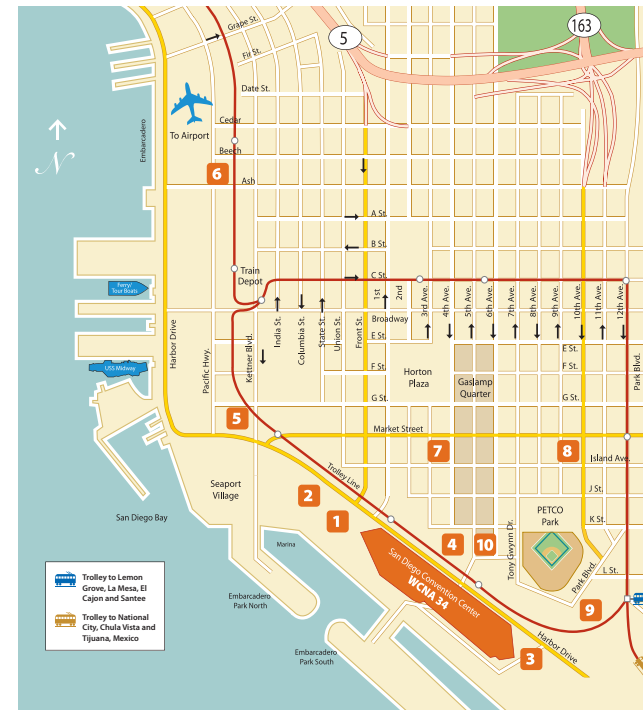 Grape St.
Fir St.
5
163
Date St.
To Airport
Embarcadero
N
Cedar
Beech
6
Ash
A St.
B St.
C St.
Train
Depot
Ferry/
Tour Boats
USS Midway
Harbor Drive
Pacific Hwy.
Kettner Blvd.
India St.
Columbia St.
State St.
Union St.
Front St.
1st
2nd
3rd Ave.
4th Ave.
5th Ave.
6th Ave.
7th Ave.
8th Ave.
9th Ave.
10th Ave.
11th Ave.
12th Ave.
Broadway
E St.
F St.
G St.
E St.
F St.
G St.
Park Blvd.
Horton
Plaza
Gaslamp
Quarter
5
Market Street
7
8
Island Ave.
Trolley Line
J St.
Seaport
Village
2
1
San Diego Bay
K St.
PETCO
Park
Tony Gwynn Dr.
4
10
Marina
San Diego Convention Center
WCNA 34
L St.
Park Blvd.
9
Harbor Drive
3
Embarcadero
Park North
Embarcadero
Park South
Trolley to Lemon
Grove, La Mesa, El
Cajon and Santee
Trolley to National
City, Chula Vista and
Tijuana, Mexico